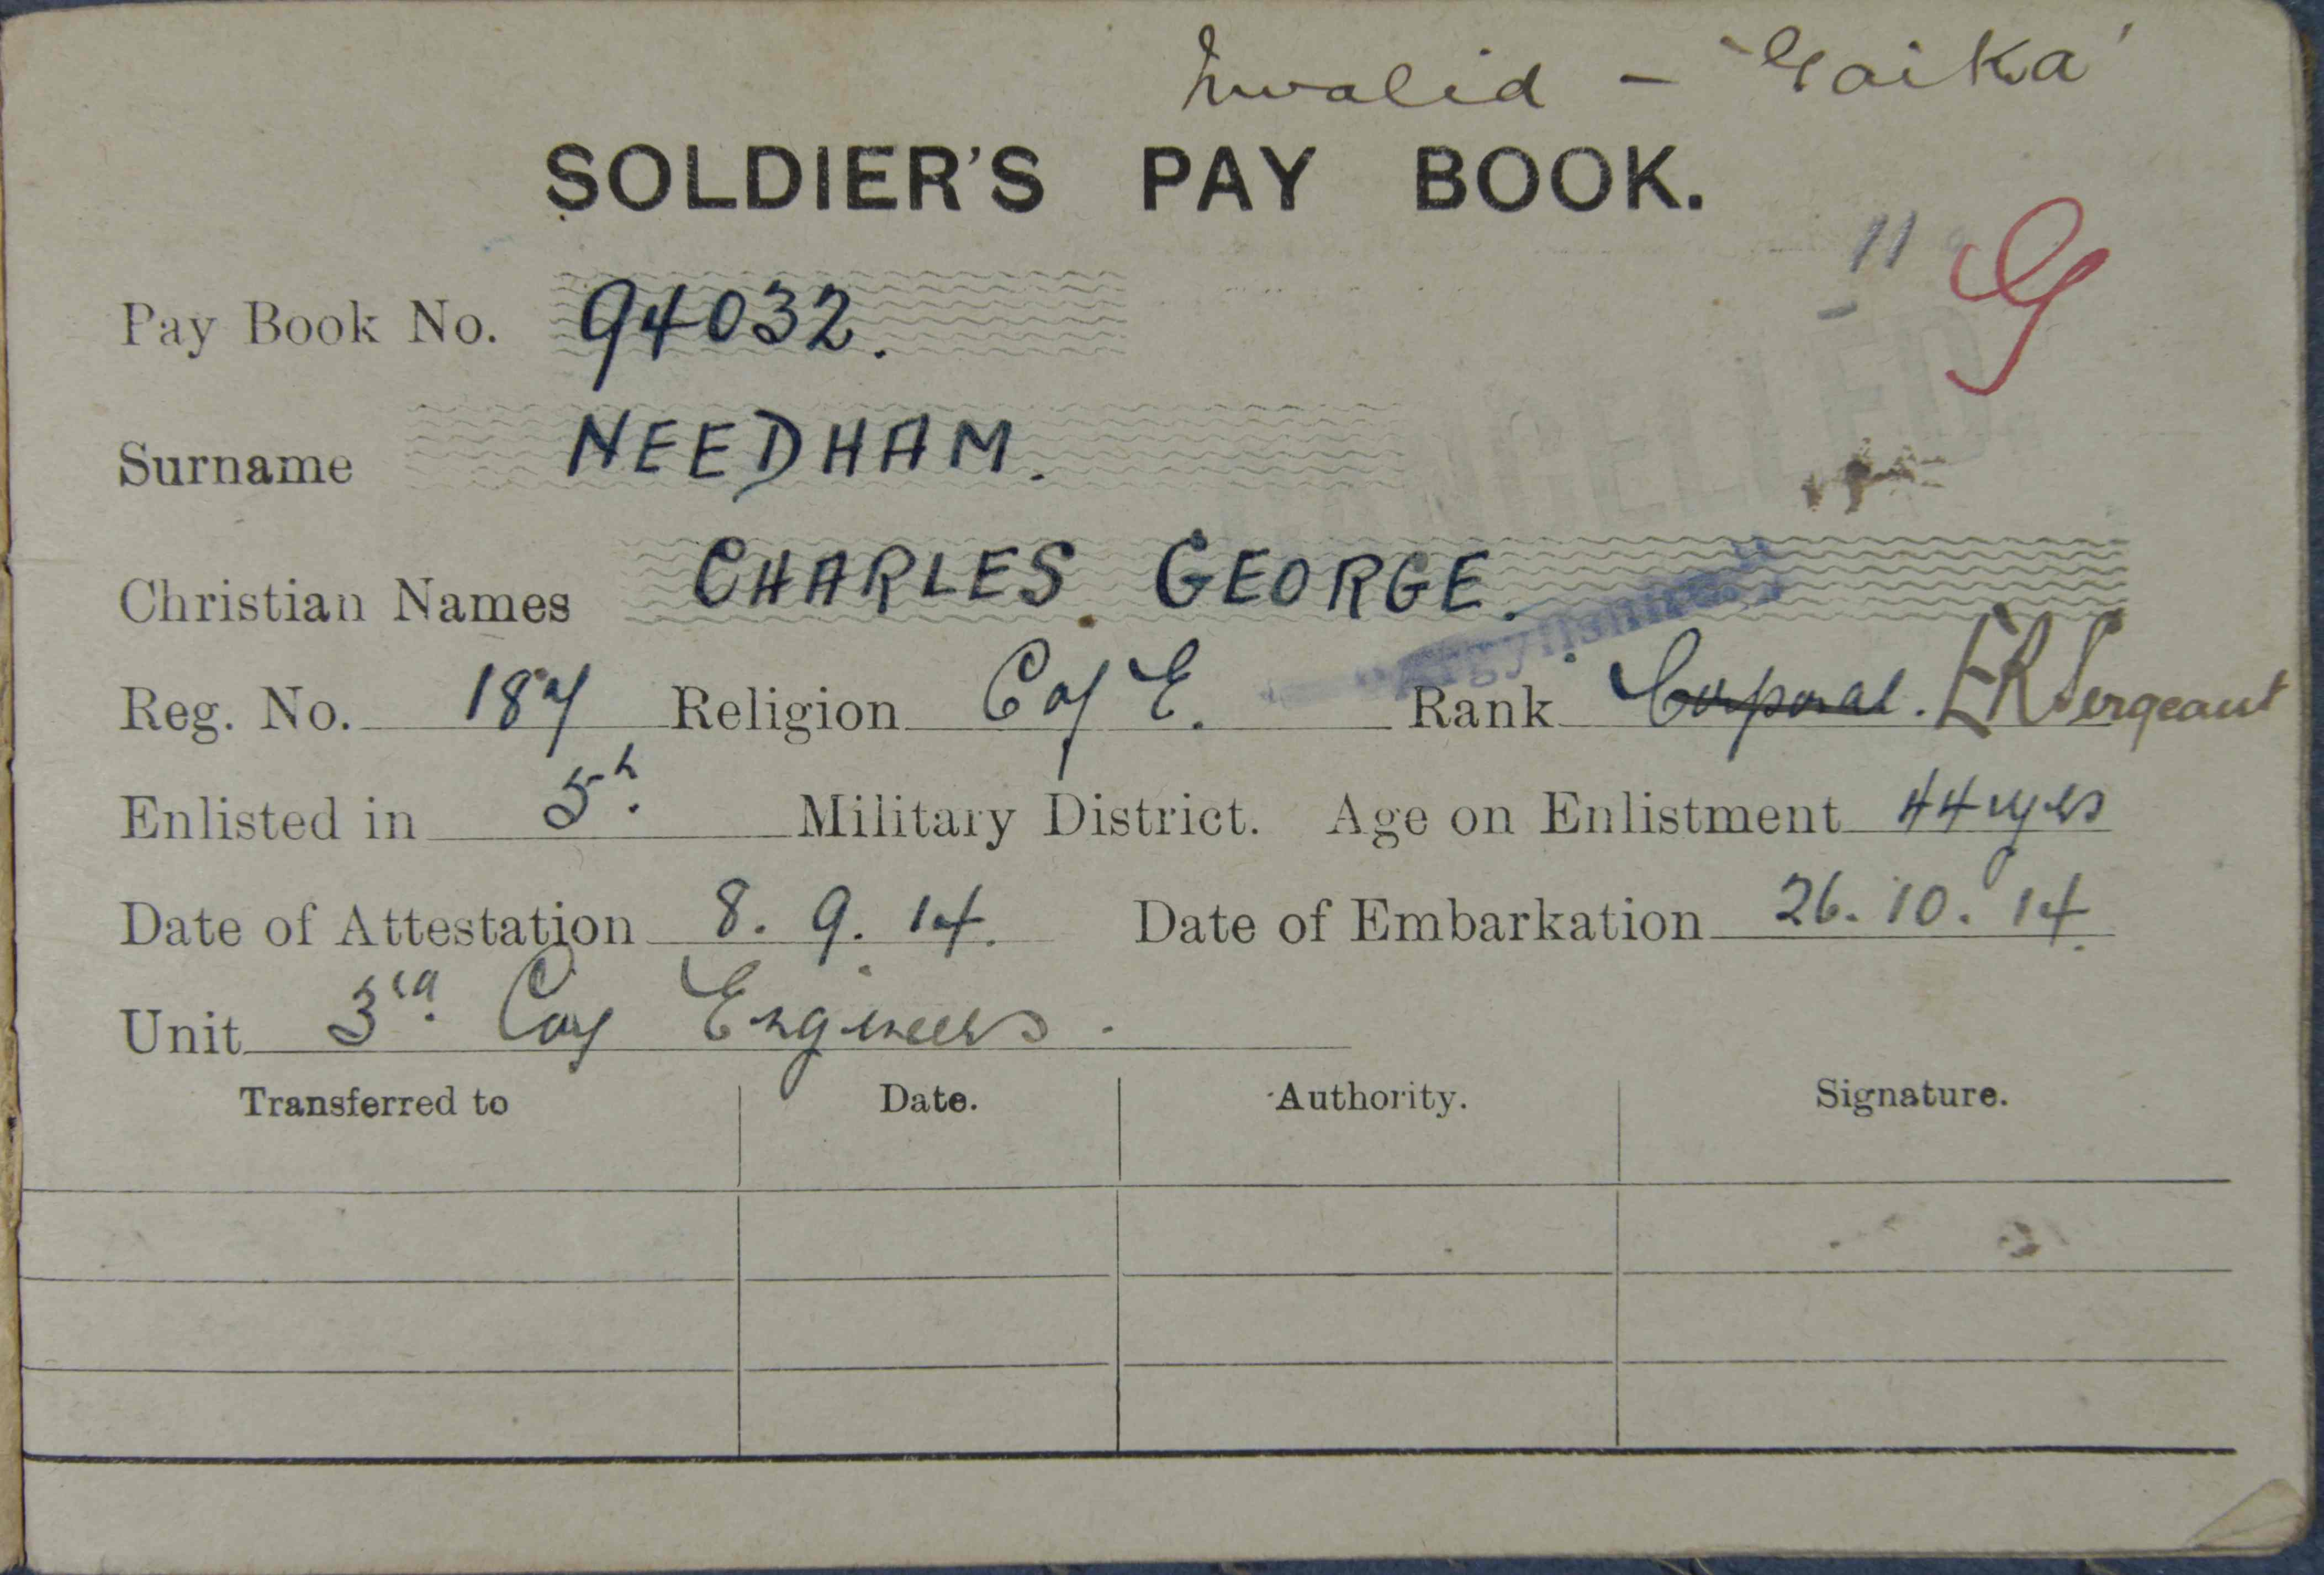 Invalid - 'Gaika'
SOLDIER'S PAY BOOK.
11 G
Pay Book No. 94032.
CANCELLED.
Surname NEEDHAM.
Christian Names CHARLES GEORGE.
Reg. No. 187 Religion C of E. Rank Corporal. ER Sergeant
Enlisted in 5th. Military District. Age on Enlistment 44 yrs
Date of Attestation 8. 9. 14. Date of Embarkation 26. 10. 14.
Unit 3rd. Coy Engineers.
Transferred to Date. Authority. Signature.